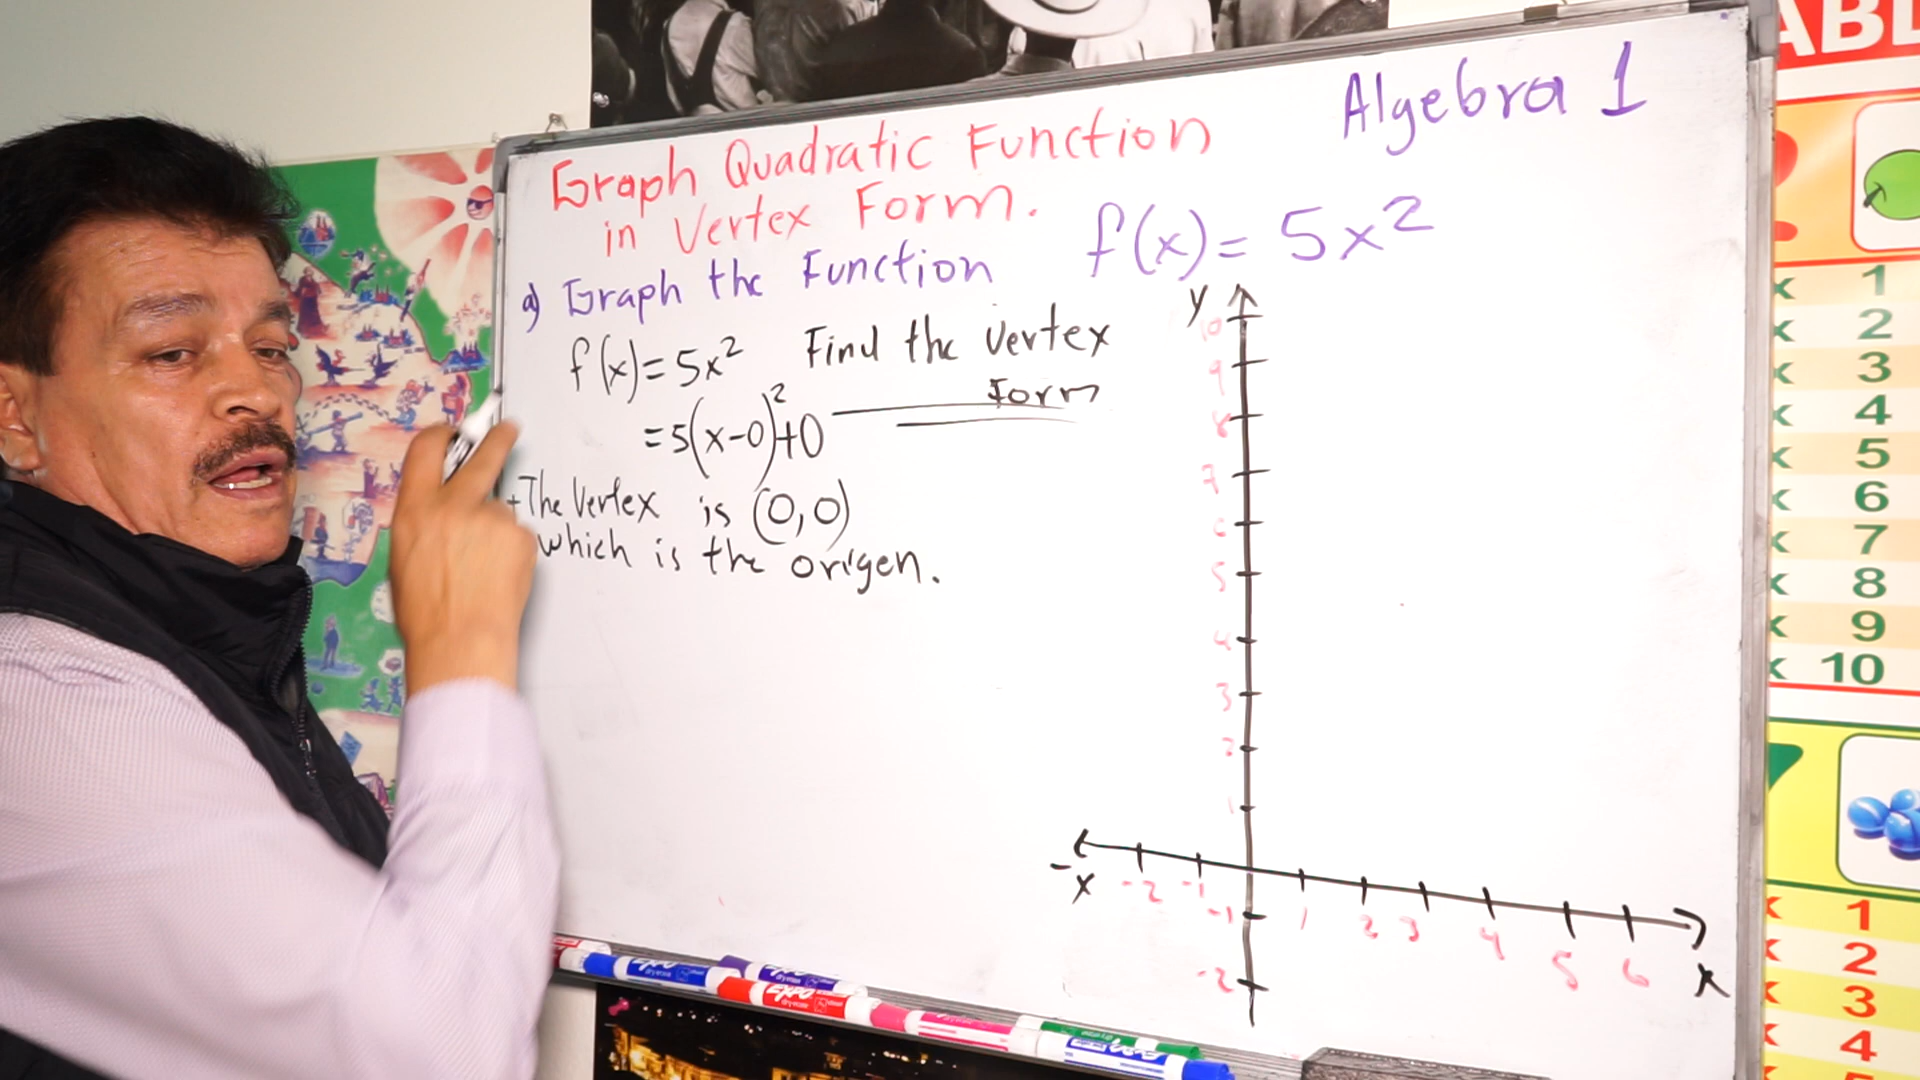 Algebra 1
Graph Quadratic Function
in Vertex Form.
a) Graph the Function f(x) = 5x²
f(x) = 5x² Find the Vertex
Form
= 5(x-0)²+0
The Vertex is (0,0)
which is the origen.
y
10
9
8
7
6
5
4
3
2
1
-x -2 -1 1 2 3 4 5 6 x
-1
-2
ABL
x 1
x 2
x 3
x 4
x 5
x 6
x 7
x 8
x 9
x 10
x 1
x 2
x 3
x 4
EXPO